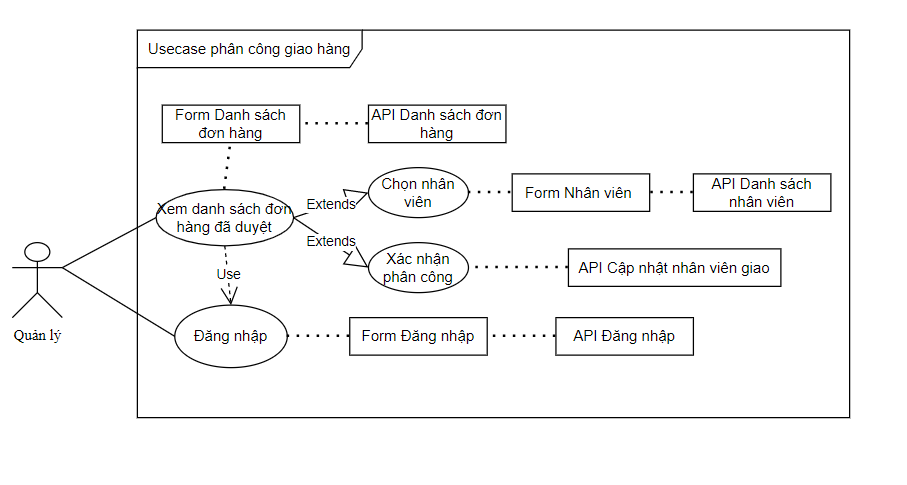 Usecase phân công giao hàng
Form Danh sách
đơn hàng
API Danh sách đơn
hàng
Chọn nhân
viên
Form Nhân viên
API Danh sách
nhân viên
Extends
Xem danh sách đơn
hàng đã duyệt
Extends
Xác nhận
phân công
API Cập nhật nhân viên giao
Use
Quản lý
Đăng nhập
Form Đăng nhập
API Đăng nhập